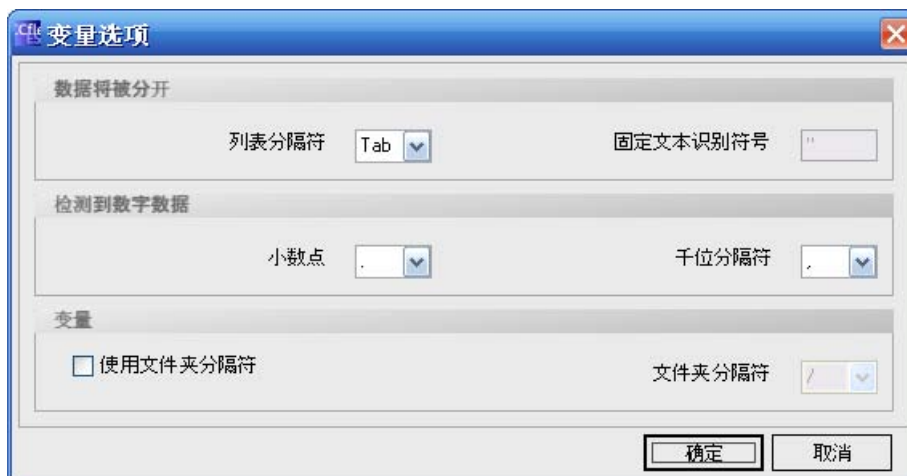 变量选项
数据将被分开
列表分隔符 Tab 固定文本识别符号 "
检测到数字数据
小数点 . 千位分隔符 ,
变量
使用文件夹分隔符 文件夹分隔符 /
确定 取消